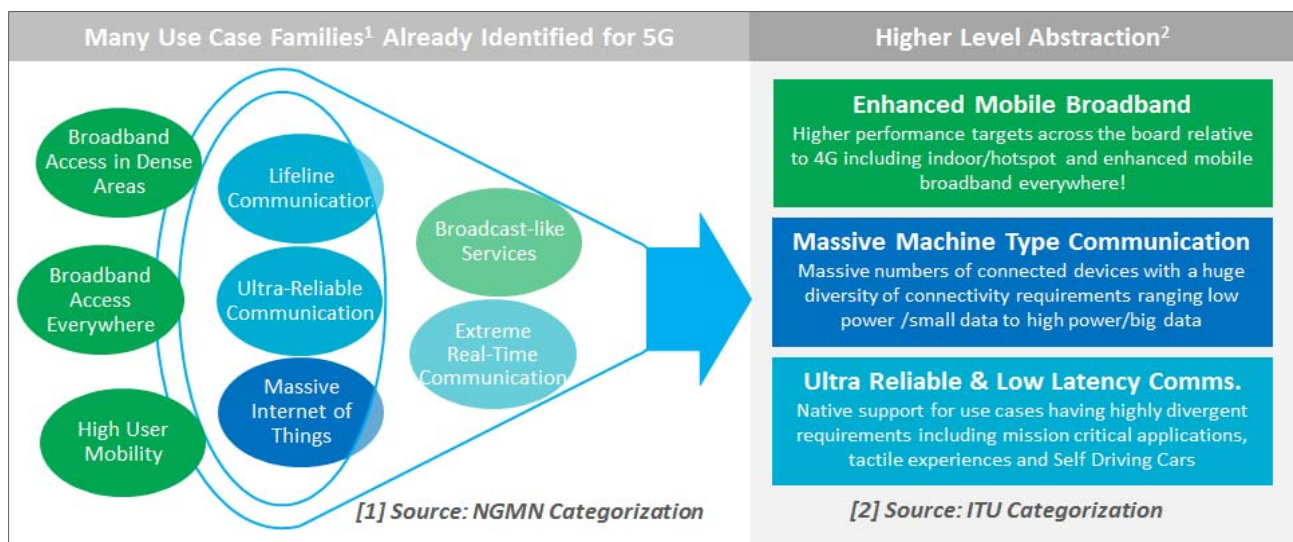 Many Use Case Families¹ Already Identified for 5G
Higher Level Abstraction²
Broadband
Access in Dense
Areas
Broadband
Access
Everywhere
High User
Mobility
Lifeline
Communication
Ultra-Reliable
Communication
Massive
Internet of
Things
Broadcast-like
Services
Extreme
Real-Time
Communication
[1] Source: NGMN Categorization
Enhanced Mobile Broadband
Higher performance targets across the board relative
to 4G including indoor/hotspot and enhanced mobile
broadband everywhere!
Massive Machine Type Communication
Massive numbers of connected devices with a huge
diversity of connectivity requirements ranging low
power /small data to high power/big data
Ultra Reliable & Low Latency Comms.
Native support for use cases having highly divergent
requirements including mission critical applications,
tactile experiences and Self Driving Cars
[2] Source: ITU Categorization